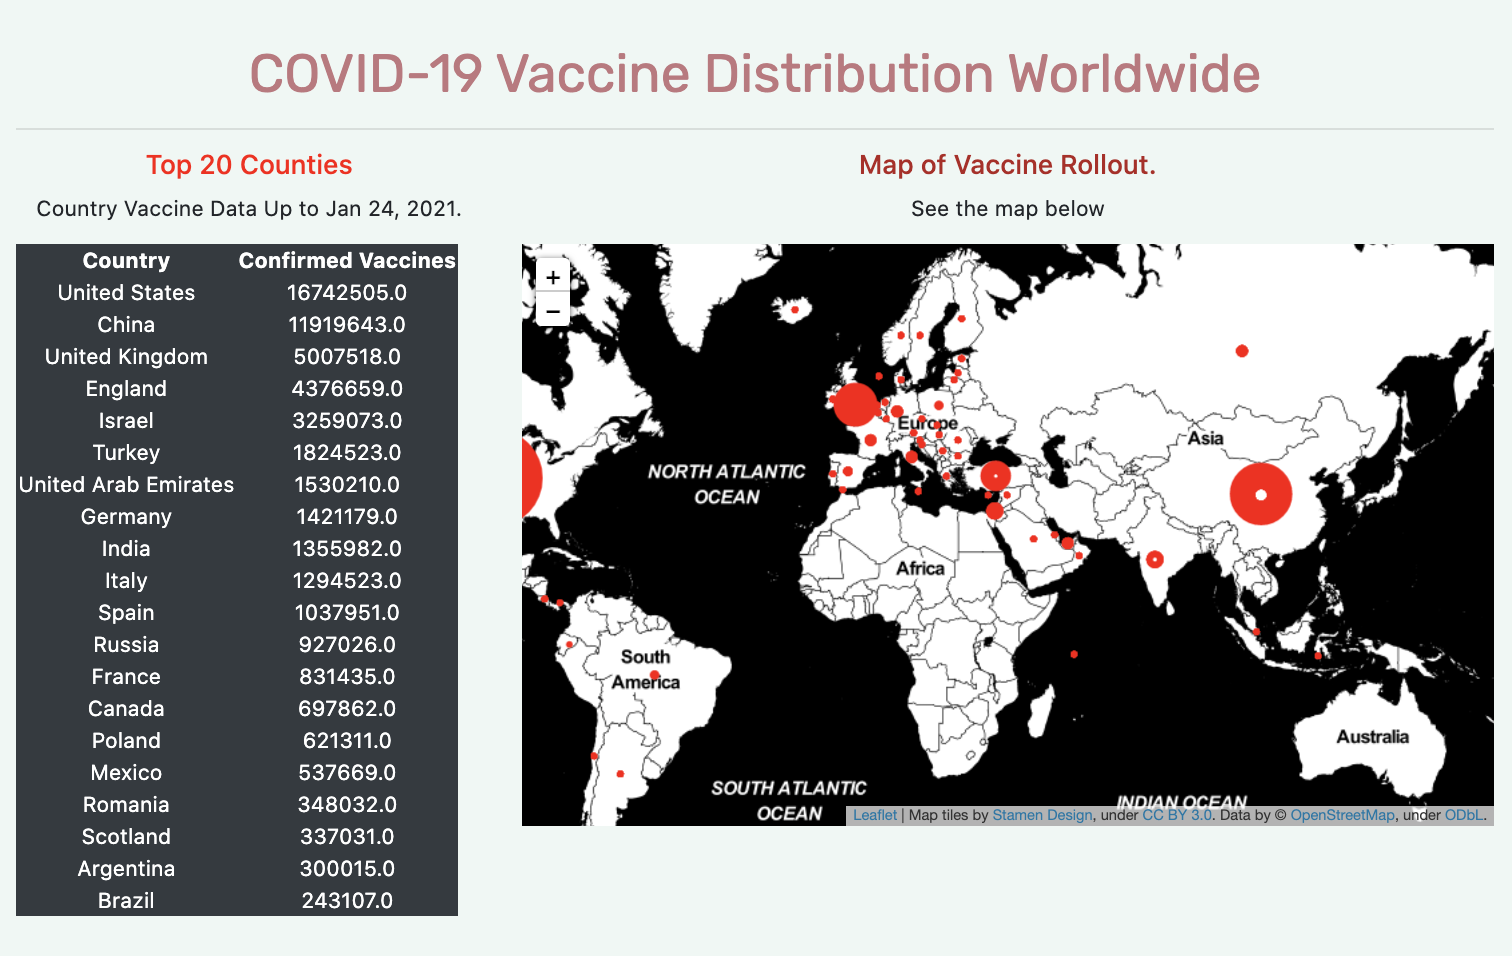 COVID-19 Vaccine Distribution Worldwide
Top 20 Counties
Country Vaccine Data Up to Jan 24, 2021.
Country Confirmed Vaccines
United States 16742505.0
China 11919643.0
United Kingdom 5007518.0
England 4376659.0
Israel 3259073.0
Turkey 1824523.0
United Arab Emirates 1530210.0
Germany 1421179.0
India 1355982.0
Italy 1294523.0
Spain 1037951.0
Russia 927026.0
France 831435.0
Canada 697862.0
Poland 621311.0
Mexico 537669.0
Romania 348032.0
Scotland 337031.0
Argentina 300015.0
Brazil 243107.0
Map of Vaccine Rollout.
See the map below
+
−
Europe
Asia
NORTH ATLANTIC
OCEAN
Africa
South
America
Australia
SOUTH ATLANTIC
OCEAN
INDIAN OCEAN
Leaflet | Map tiles by Stamen Design, under CC BY 3.0. Data by © OpenStreetMap, under ODbL.